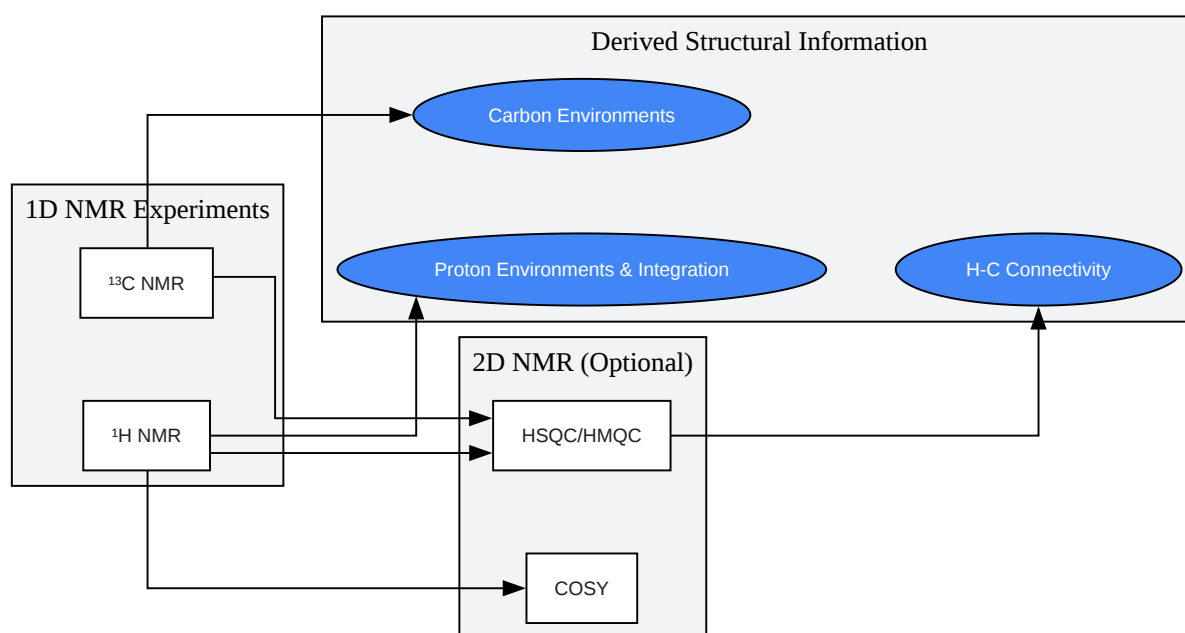 Derived Structural Information
Carbon Environments
1D NMR Experiments
¹³C NMR
Proton Environments & Integration
H-C Connectivity
2D NMR (Optional)
¹H NMR
HSQC/HMQC
COSY